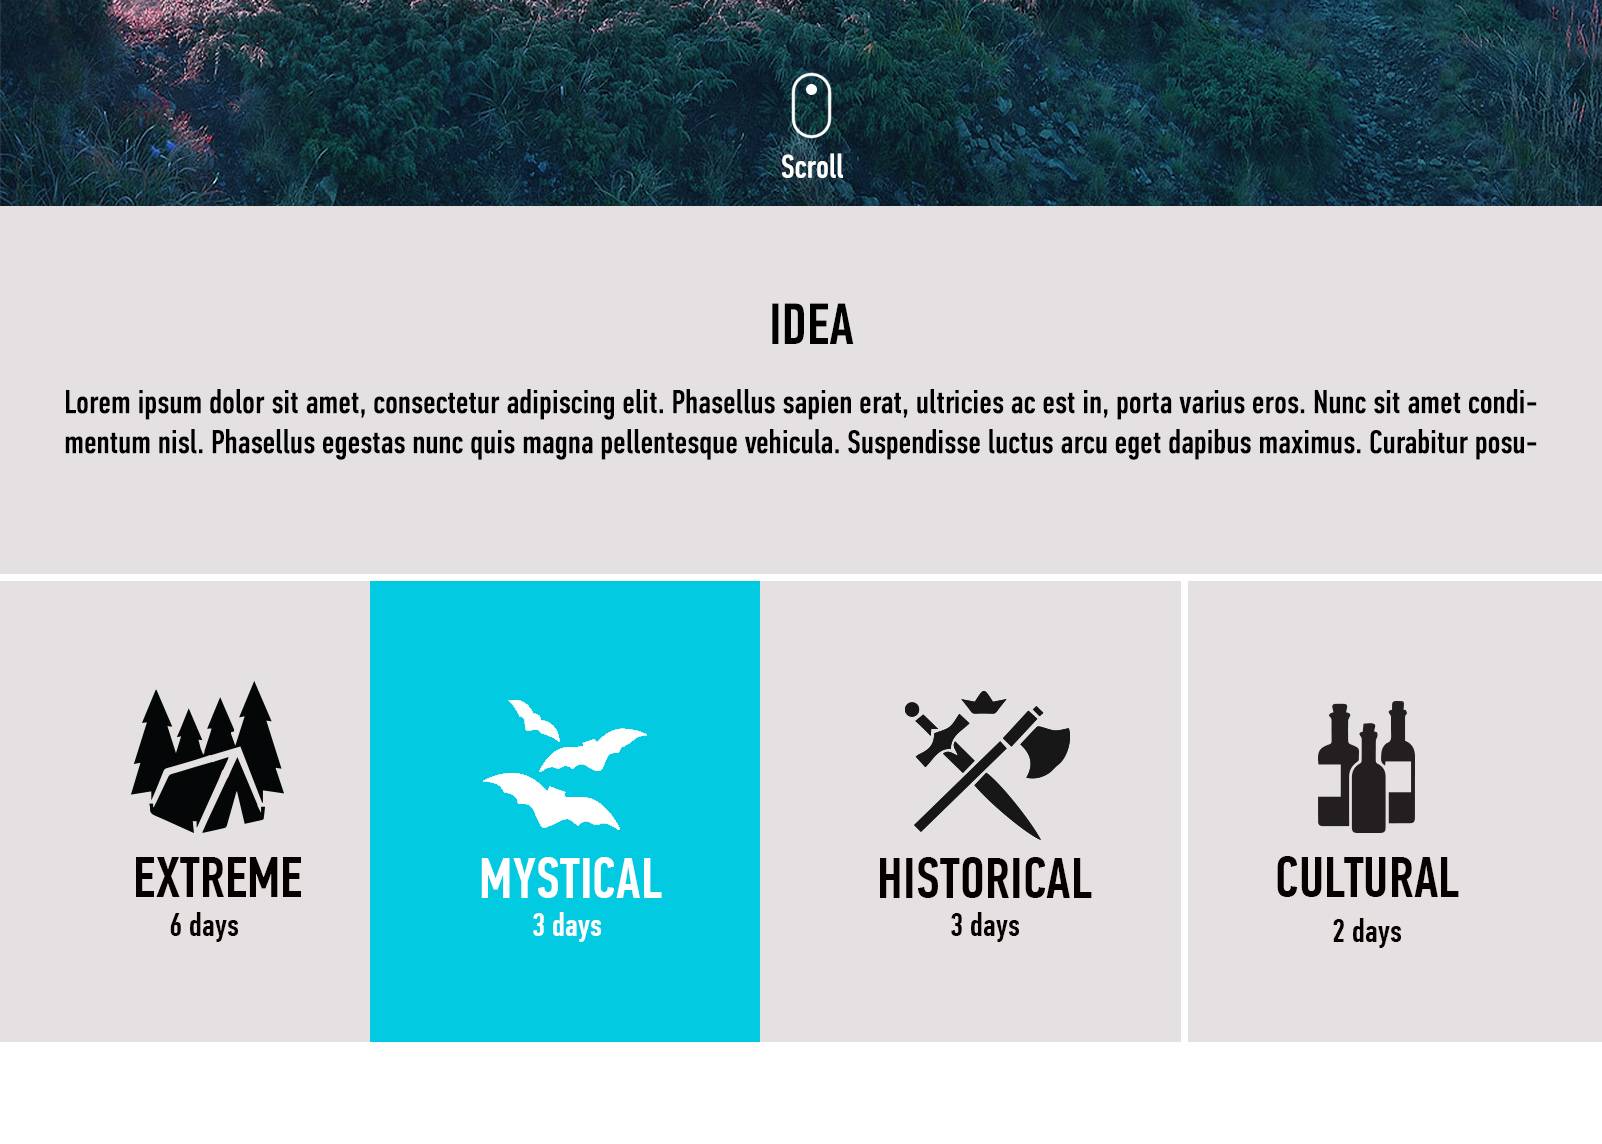 Scroll
IDEA
Lorem ipsum dolor sit amet, consectetur adipiscing elit. Phasellus sapien erat, ultricies ac est in, porta varius eros. Nunc sit amet condi-
mentum nisl. Phasellus egestas nunc quis magna pellentesque vehicula. Suspendisse luctus arcu eget dapibus maximus. Curabitur posu-
EXTREME
6 days
MYSTICAL
3 days
HISTORICAL
3 days
CULTURAL
2 days